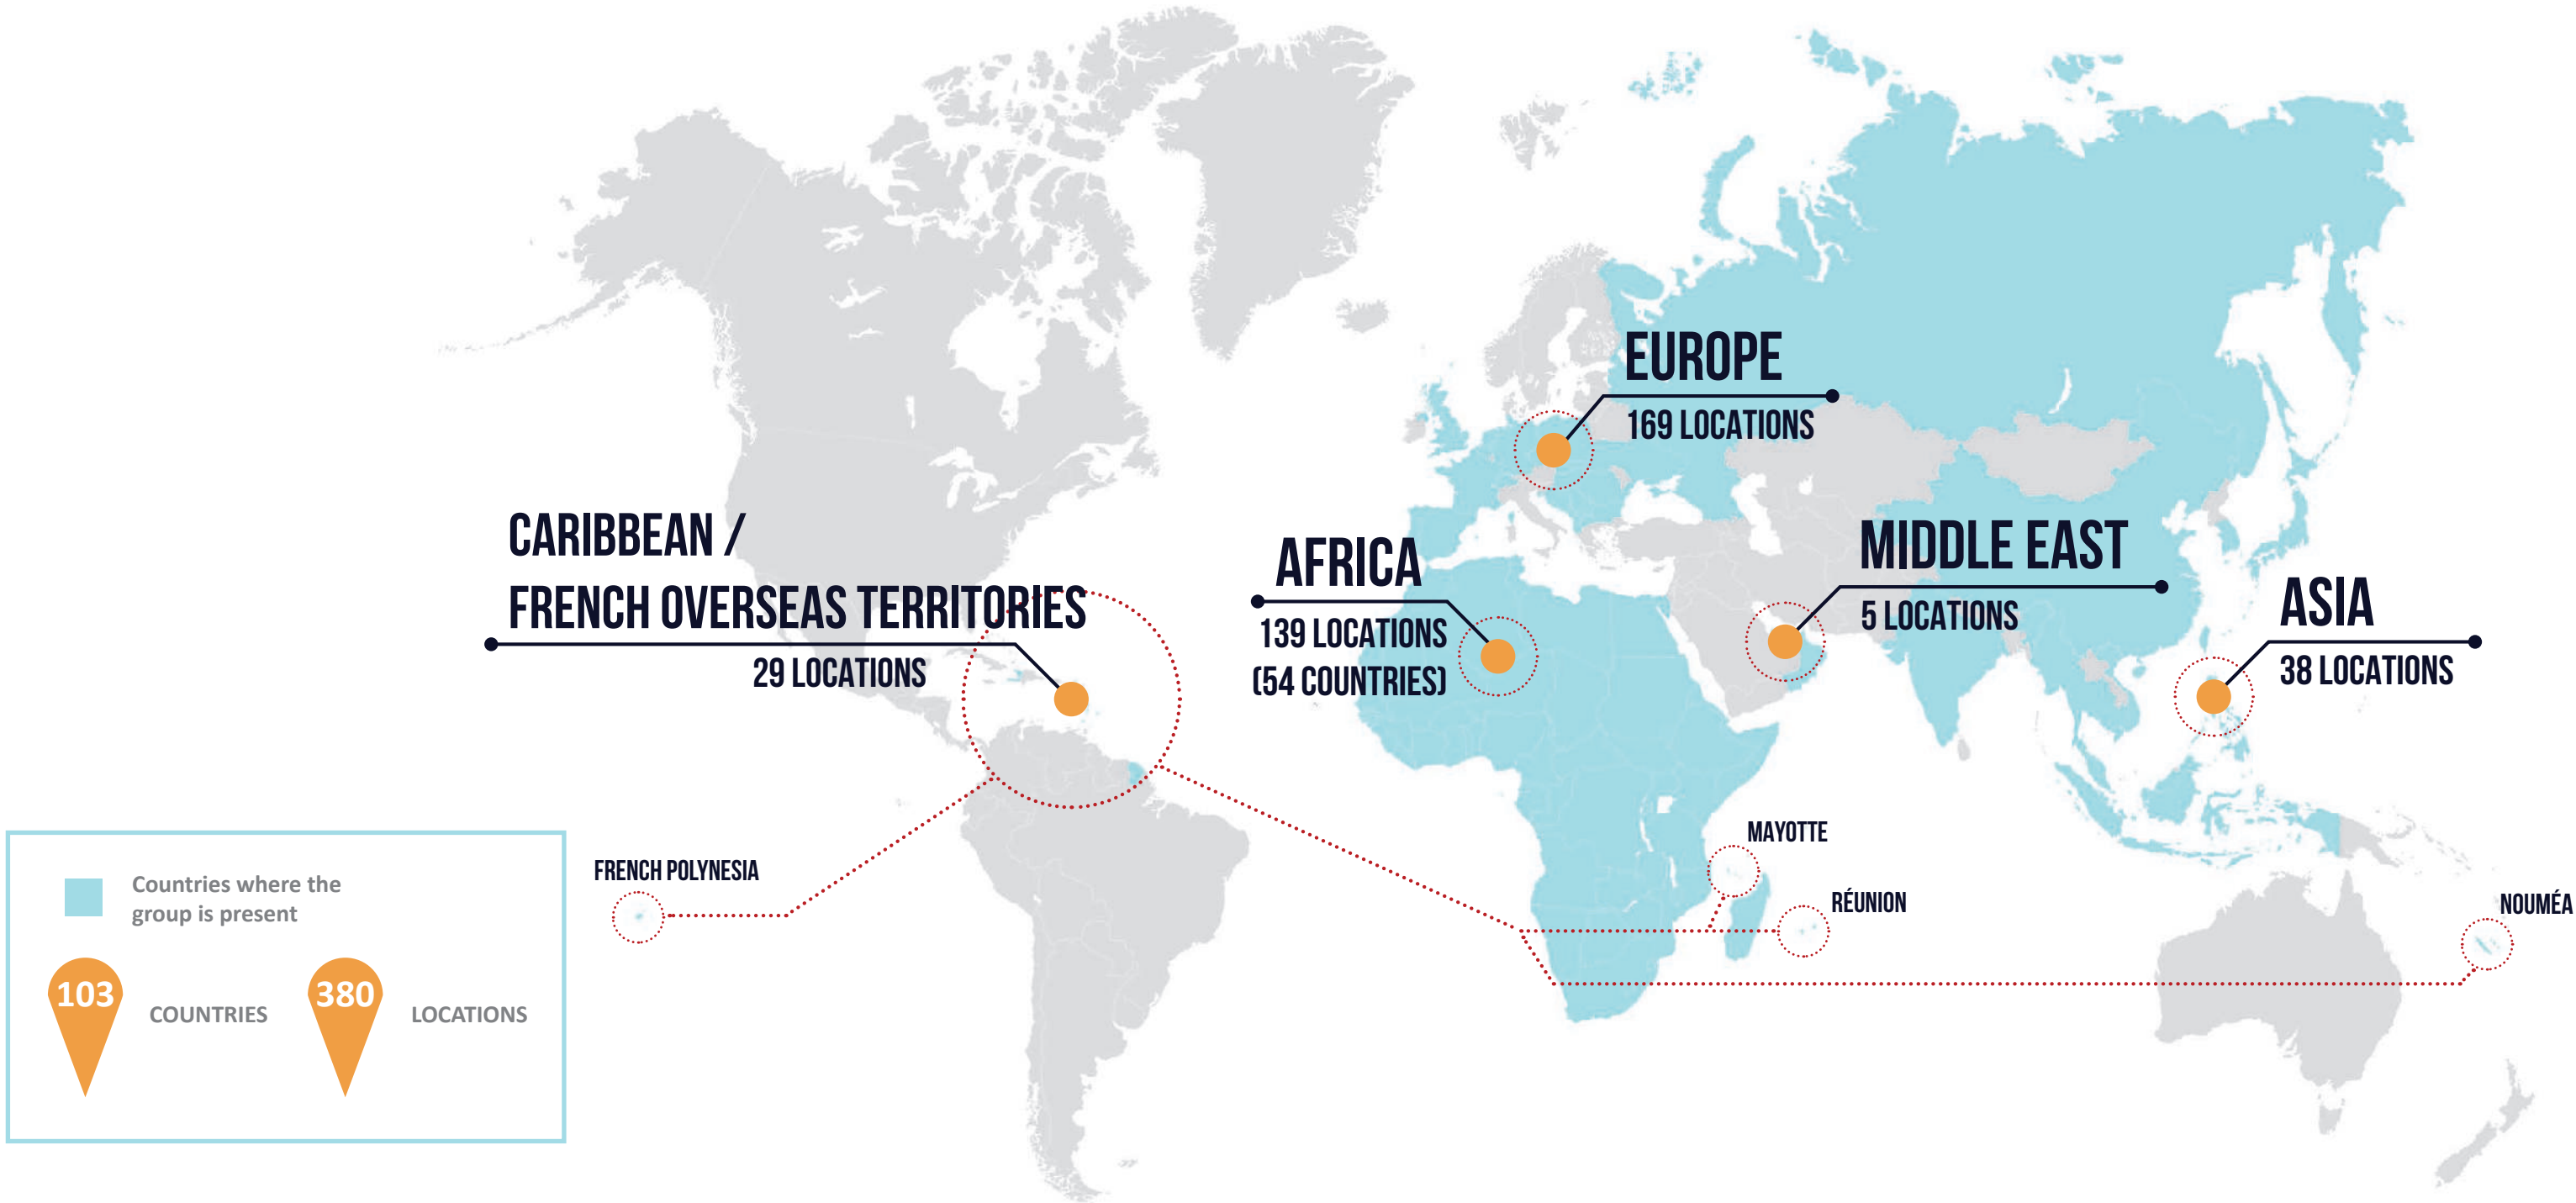 EUROPE
169 LOCATIONS
CARIBBEAN /
FRENCH OVERSEAS TERRITORIES
29 LOCATIONS
AFRICA
139 LOCATIONS
(54 COUNTRIES)
MIDDLE EAST
5 LOCATIONS
ASIA
38 LOCATIONS
MAYOTTE
RÉUNION
NOUMÉA
FRENCH POLYNESIA
Countries where the
group is present
103 COUNTRIES
380 LOCATIONS